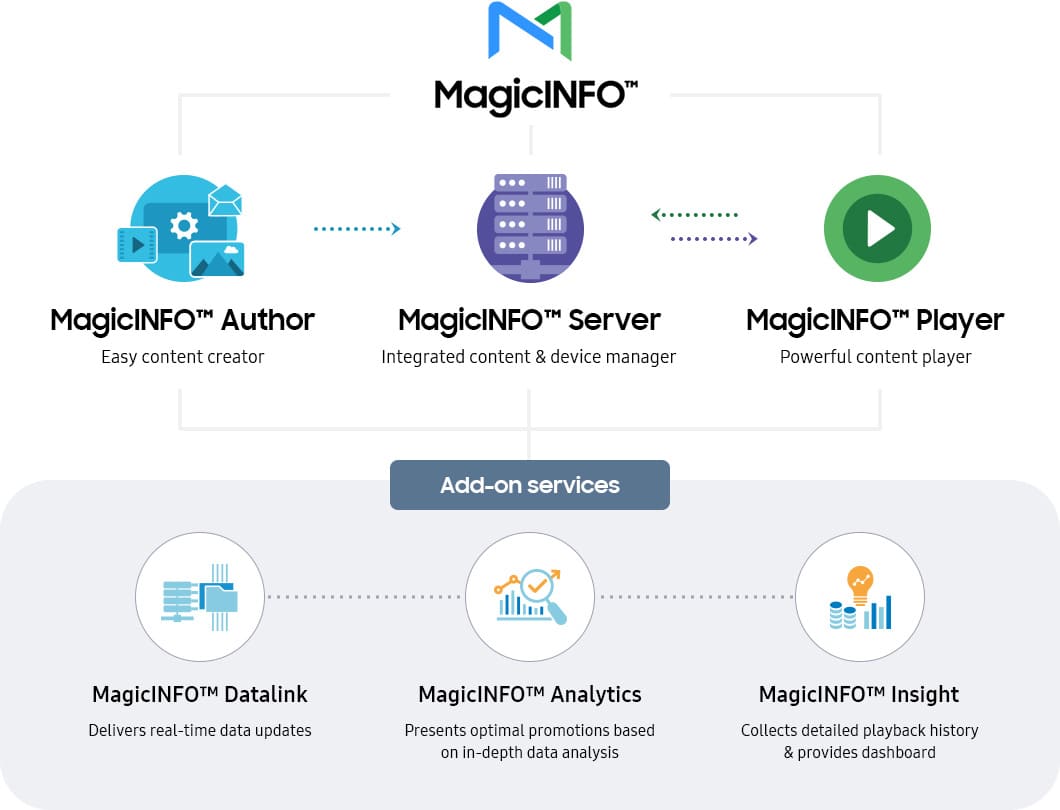 MagicINFO™
MagicINFO™ Author
Easy content creator
MagicINFO™ Server
Integrated content & device manager
MagicINFO™ Player
Powerful content player
Add-on services
MagicINFO™ Datalink
Delivers real-time data updates
MagicINFO™ Analytics
Presents optimal promotions based
on in-depth data analysis
MagicINFO™ Insight
Collects detailed playback history
& provides dashboard